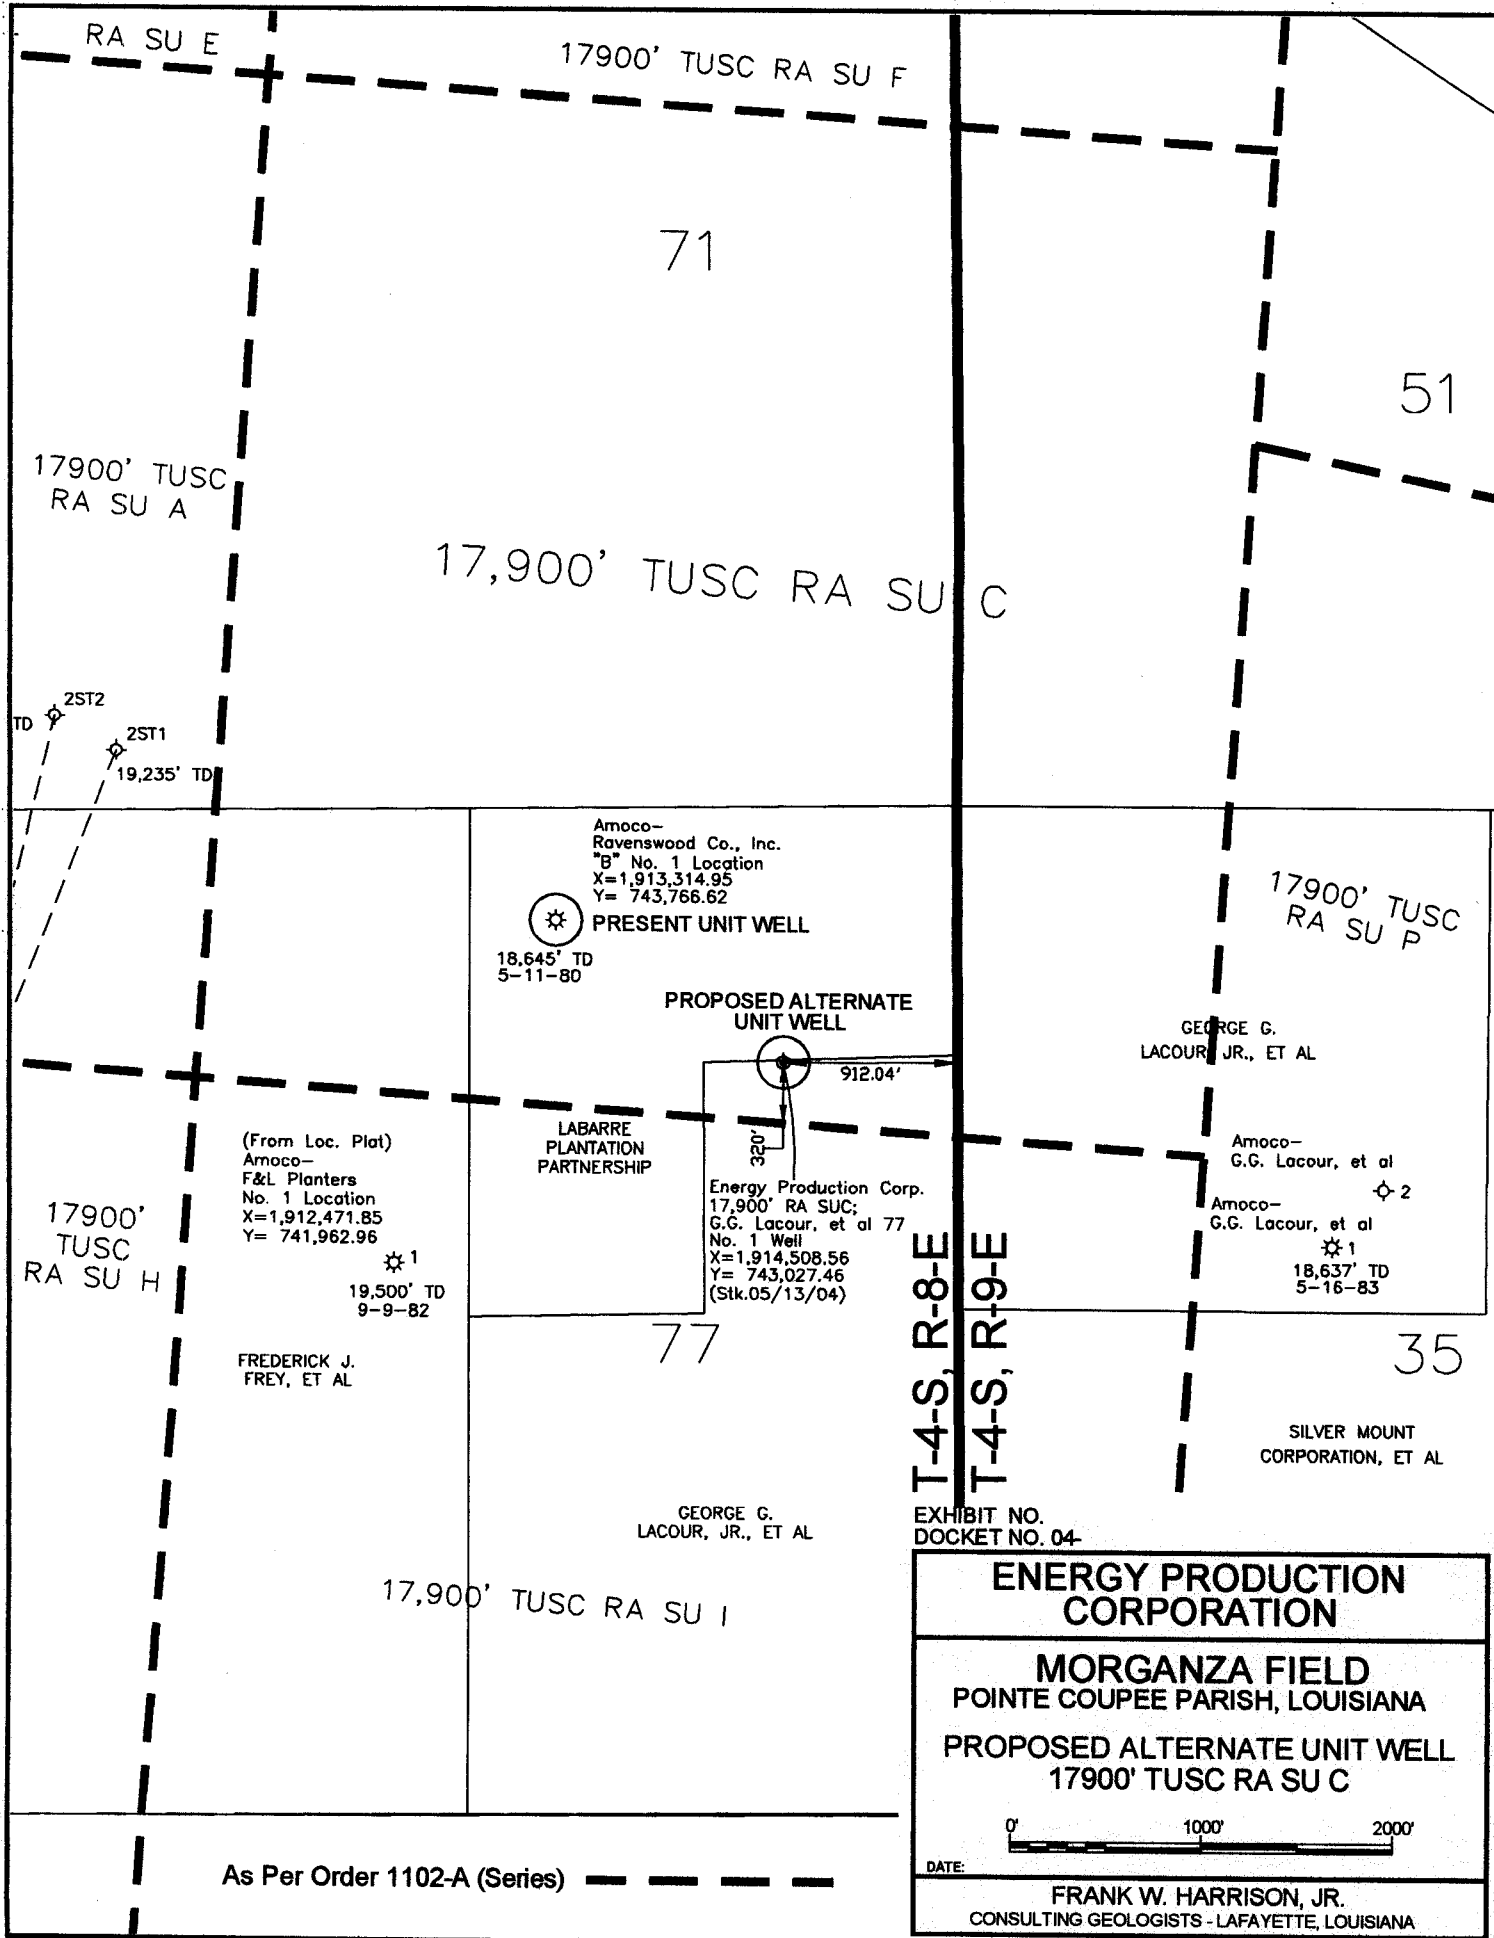 RA SU E
17900' TUSC RA SU F
71
51
17900' TUSC
RA SU A
17,900' TUSC RA SU C
2ST2
TD
2ST1
19,235' TD
Amoco-
Ravenswood Co., Inc.
"B" No. 1 Location
X=1,913,314.95
Y= 743,766.62
PRESENT UNIT WELL
18,645' TD
5-11-80
17900' TUSC
RA SU P
PROPOSED ALTERNATE
UNIT WELL
912.04'
320'
GEORGE G.
LACOUR, JR., ET AL
LABARRE
PLANTATION
PARTNERSHIP
(From Loc. Plat)
Amoco-
F&L Planters
No. 1 Location
X=1,912,471.85
Y= 741,962.96
1
19,500' TD
9-9-82
Energy Production Corp.
17,900' RA SUC;
G.G. Lacour, et al 77
No. 1 Well
X=1,914,508.56
Y= 743,027.46
(Stk.05/13/04)
Amoco-
G.G. Lacour, et al
2
Amoco-
G.G. Lacour, et al
1
18,637' TD
5-16-83
17900'
TUSC
RA SU H
T-4-S, R-8-E
T-4-S, R-9-E
77
35
FREDERICK J.
FREY, ET AL
SILVER MOUNT
CORPORATION, ET AL
GEORGE G.
LACOUR, JR., ET AL
17,900' TUSC RA SU I
EXHIBIT NO.
DOCKET NO. 04-
ENERGY PRODUCTION
CORPORATION
MORGANZA FIELD
POINTE COUPEE PARISH, LOUISIANA
PROPOSED ALTERNATE UNIT WELL
17900' TUSC RA SU C
0' 1000' 2000'
DATE:
FRANK W. HARRISON, JR.
CONSULTING GEOLOGISTS - LAFAYETTE, LOUISIANA
As Per Order 1102-A (Series)